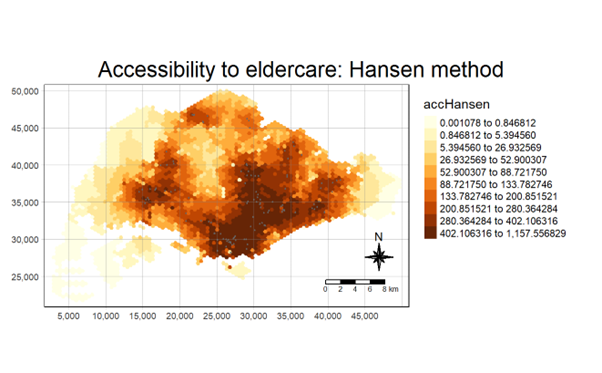 Accessibility to eldercare: Hansen method
accHansen
0.001078 to 0.846812
0.846812 to 5.394560
5.394560 to 26.932569
26.932569 to 52.900307
52.900307 to 88.721750
88.721750 to 133.782746
133.782746 to 200.851521
200.851521 to 280.364284
280.364284 to 402.106316
402.106316 to 1,157.556829
50,000
45,000
40,000
35,000
30,000
25,000
N
0 2 4 6 8 km
5,000 10,000 15,000 20,000 25,000 30,000 35,000 40,000 45,000